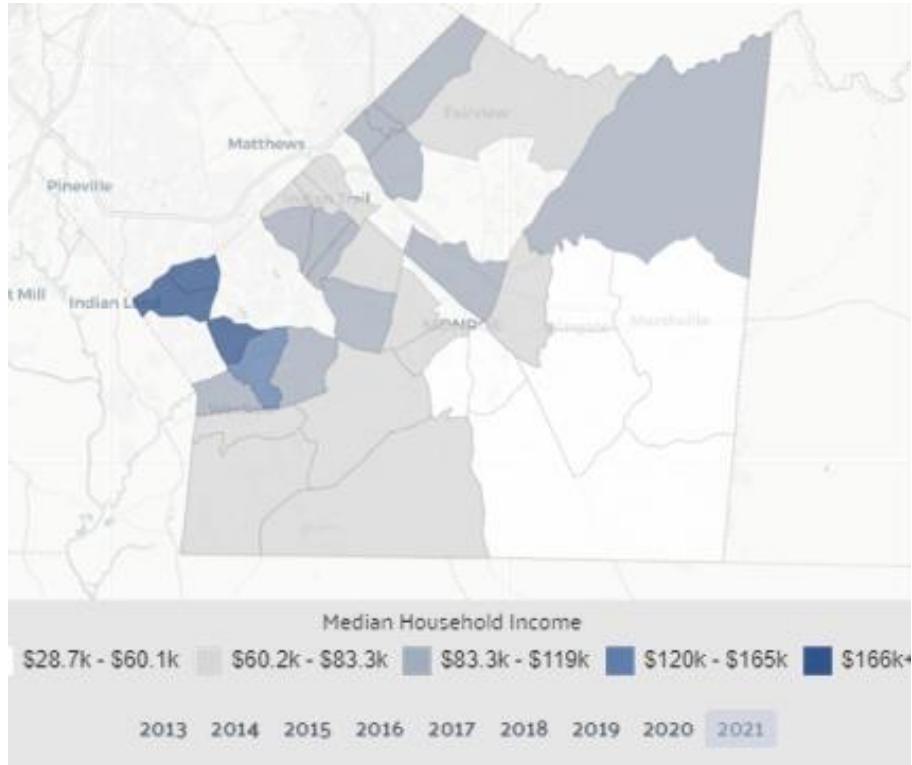 Fairview
Matthews
Pineville
Trail
t Mill
Indian
Marshville
Median Household Income
$28.7k - $60.1k $60.2k - $83.3k $83.3k - $119k $120k - $165k $166k+
2013 2014 2015 2016 2017 2018 2019 2020 2021